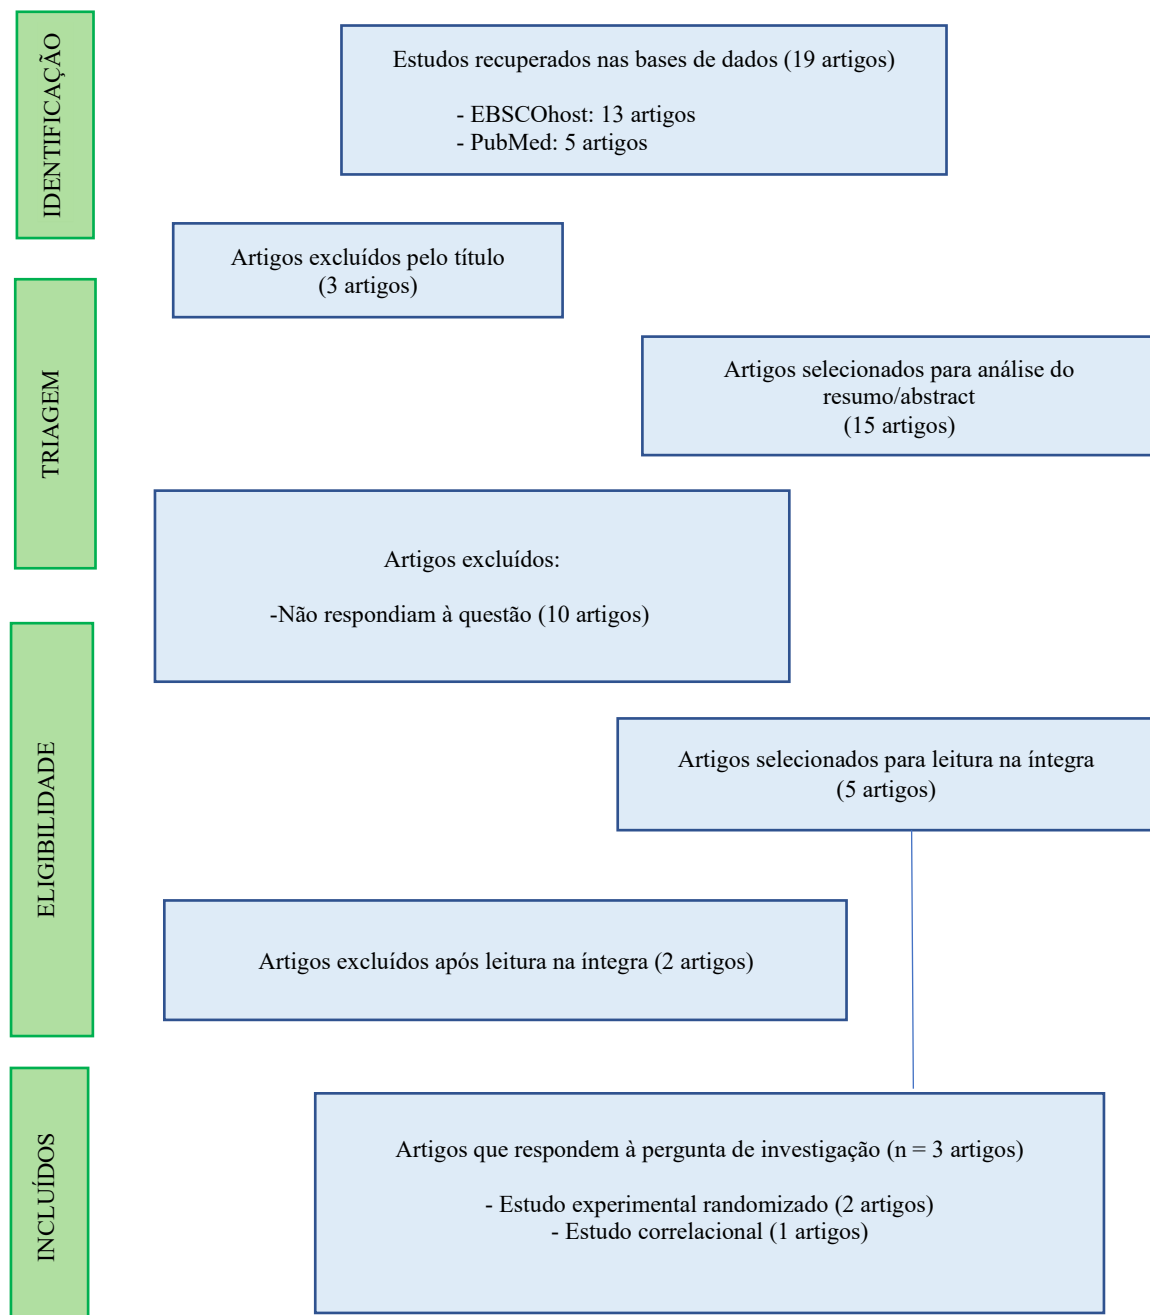 IDENTIFICAÇÃO
Estudos recuperados nas bases de dados (19 artigos)
- EBSCOhost: 13 artigos
- PubMed: 5 artigos
Artigos excluídos pelo título
(3 artigos)
TRIAGEM
Artigos selecionados para análise do
resumo/abstract
(15 artigos)
Artigos excluídos:
-Não respondiam à questão (10 artigos)
ELIGIBILIDADE
Artigos selecionados para leitura na íntegra
(5 artigos)
Artigos excluídos após leitura na íntegra (2 artigos)
INCLUÍDOS
Artigos que respondem à pergunta de investigação (n = 3 artigos)
- Estudo experimental randomizado (2 artigos)
- Estudo correlacional (1 artigos)